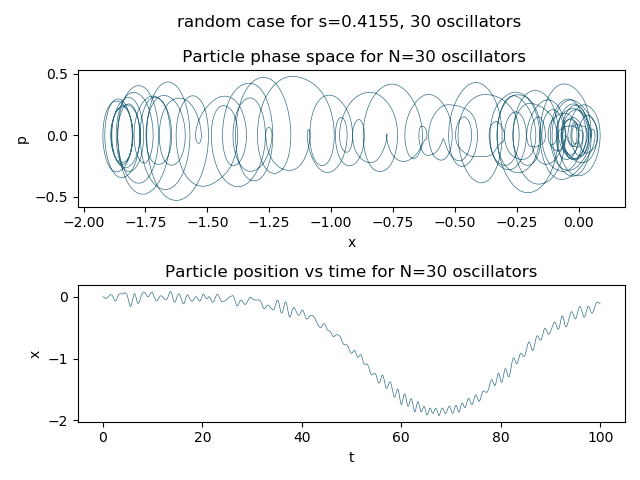 random case for s=0.4155, 30 oscillators
Particle phase space for N=30 oscillators
0.5
0.0
−0.5
p
−2.00 −1.75 −1.50 −1.25 −1.00 −0.75 −0.50 −0.25 0.00
x
Particle position vs time for N=30 oscillators
0
−1
−2
x
0 20 40 60 80 100
t